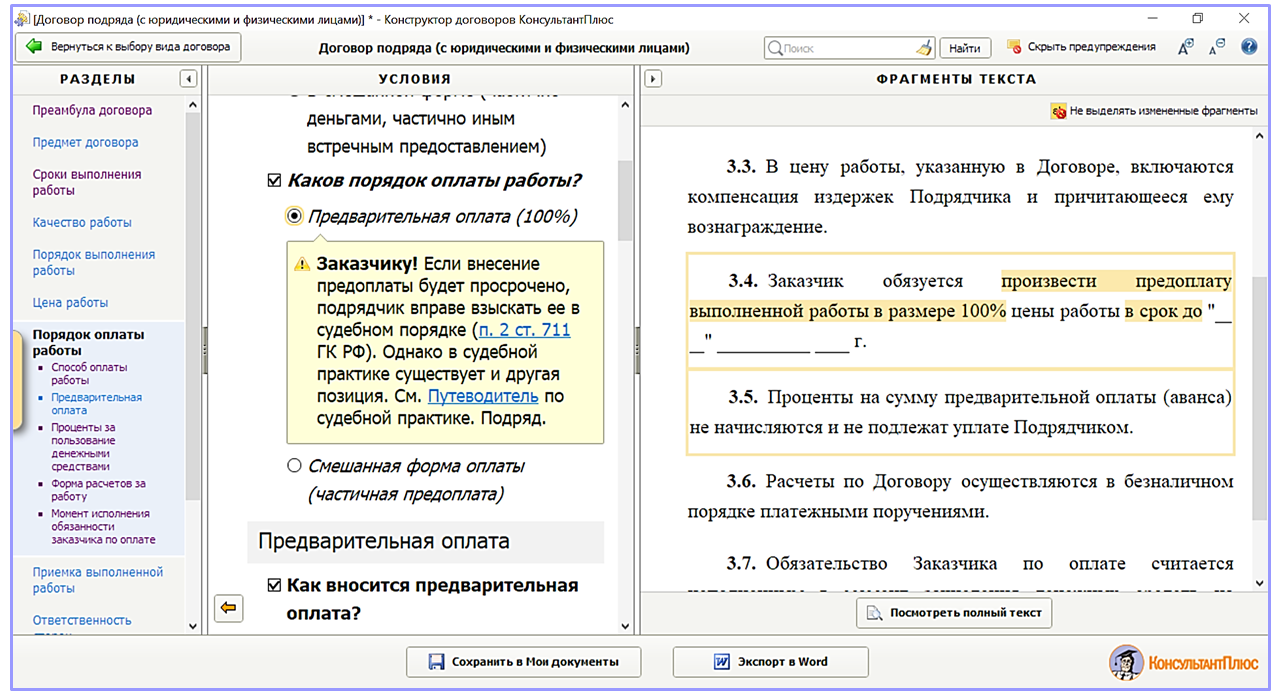 [Договор подряда (с юридическими и физическими лицами)] * - Конструктор договоров КонсультантПлюс
Вернуться к выбору вида договора
Договор подряда (с юридическими и физическими лицами)
Поиск
Найти
Скрыть предупреждения
РАЗДЕЛЫ
Преамбула договора
Предмет договора
Сроки выполнения
работы
Качество работы
Порядок выполнения
работы
Цена работы
Порядок оплаты
работы
Способ оплаты
работы
Предварительная
оплата
Проценты за
пользование
денежными
средствами
Форма расчетов за
работу
Момент исполнения
обязанности
заказчика по оплате
Приемка выполненной
работы
Ответственность
УСЛОВИЯ
деньгами, частично иным
встречным предоставлением)
Каков порядок оплаты работы?
Предварительная оплата (100%)
Заказчику! Если внесение
предоплаты будет просрочено,
подрядчик вправе взыскать ее в
судебном порядке (п. 2 ст. 711
ГК РФ). Однако в судебной
практике существует и другая
позиция. См. Путеводитель по
судебной практике. Подряд.
Смешанная форма оплаты
(частичная предоплата)
Предварительная оплата
Как вносится предварительная
оплата?
ФРАГМЕНТЫ ТЕКСТА
Не выделять измененные фрагменты
3.3. В цену работы, указанную в Договоре, включаются
компенсация издержек Подрядчика и причитающееся ему
вознаграждение.
3.4. Заказчик обязуется произвести предоплату
выполненной работы в размере 100% цены работы в срок до "__
_" _________ ____ г.
3.5. Проценты на сумму предварительной оплаты (аванса)
не начисляются и не подлежат уплате Подрядчиком.
3.6. Расчеты по Договору осуществляются в безналичном
порядке платежными поручениями.
3.7. Обязательство Заказчика по оплате считается
Посмотреть полный текст
Сохранить в Мои документы
Экспорт в Word
КонсультантПлюс